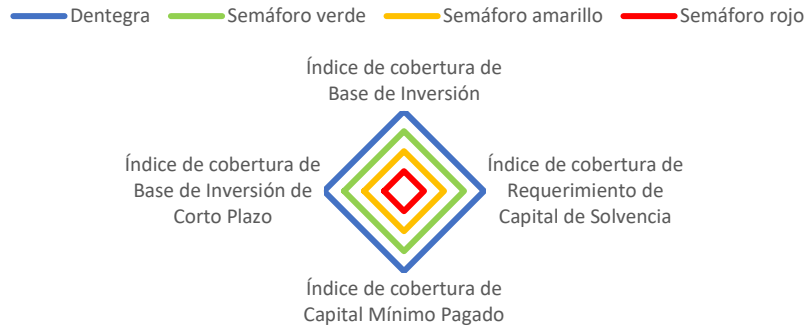 Dentegra Semáforo verde Semáforo amarillo Semáforo rojo
Índice de cobertura de
Base de Inversión
Índice de cobertura de
Base de Inversión de
Corto Plazo
Índice de cobertura de
Requerimiento de
Capital de Solvencia
Índice de cobertura de
Capital Mínimo Pagado